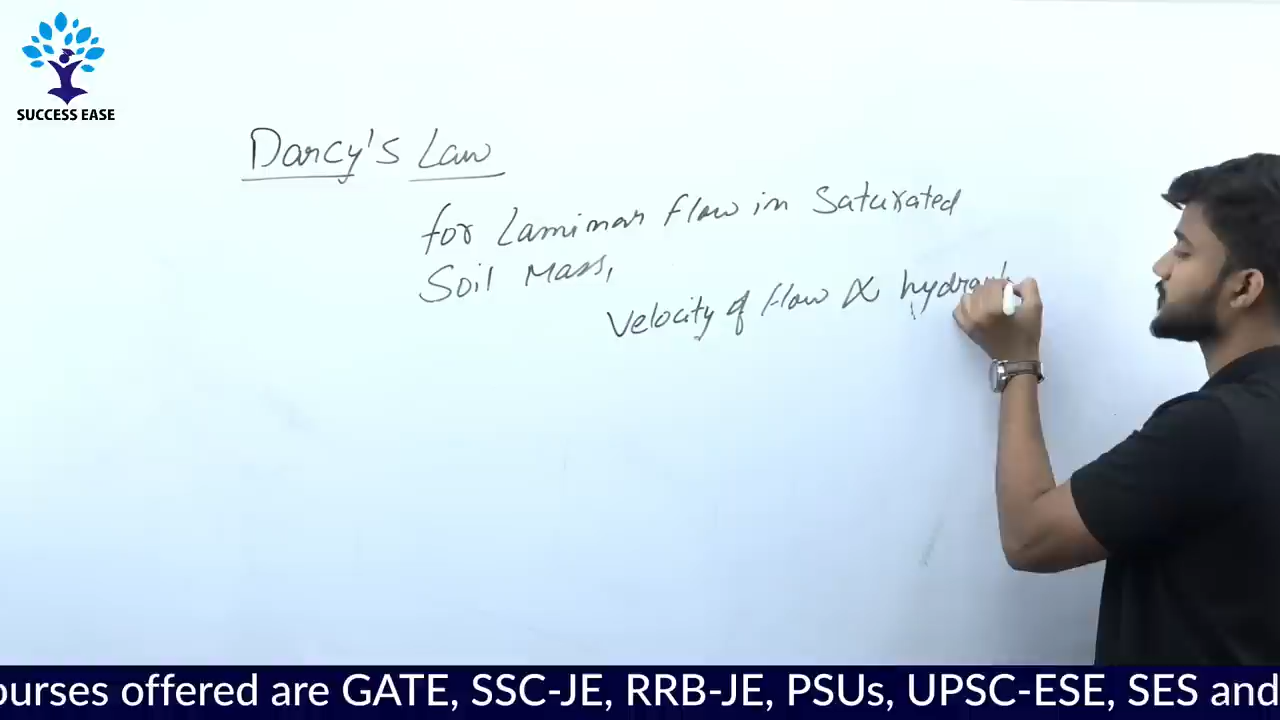 SUCCESS EASE
Darcy's Law
for Laminar flow in Saturated
Soil Mass,
Velocity of flow ∝
ourses offered are GATE, SSC-JE, RRB-JE, PSUs, UPSC-ESE, SES and